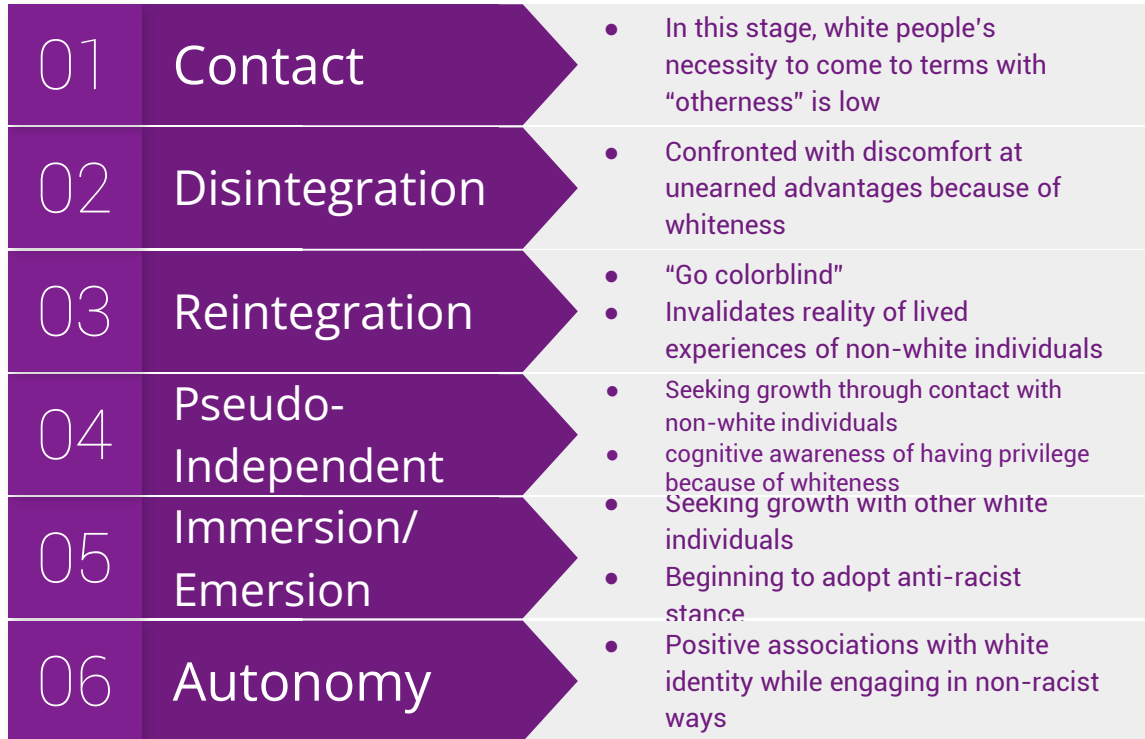 01
Contact
● In this stage, white people's
necessity to come to terms with
“otherness” is low
02
Disintegration
● Confronted with discomfort at
unearned advantages because of
whiteness
03
Reintegration
● “Go colorblind”
● Invalidates reality of lived
experiences of non-white individuals
04
Pseudo-
Independent
● Seeking growth through contact with
non-white individuals
● cognitive awareness of having privilege
because of whiteness
05
Immersion/
Emersion
● Seeking growth with other white
individuals
● Beginning to adopt anti-racist
stance
06
Autonomy
● Positive associations with white
identity while engaging in non-racist
ways